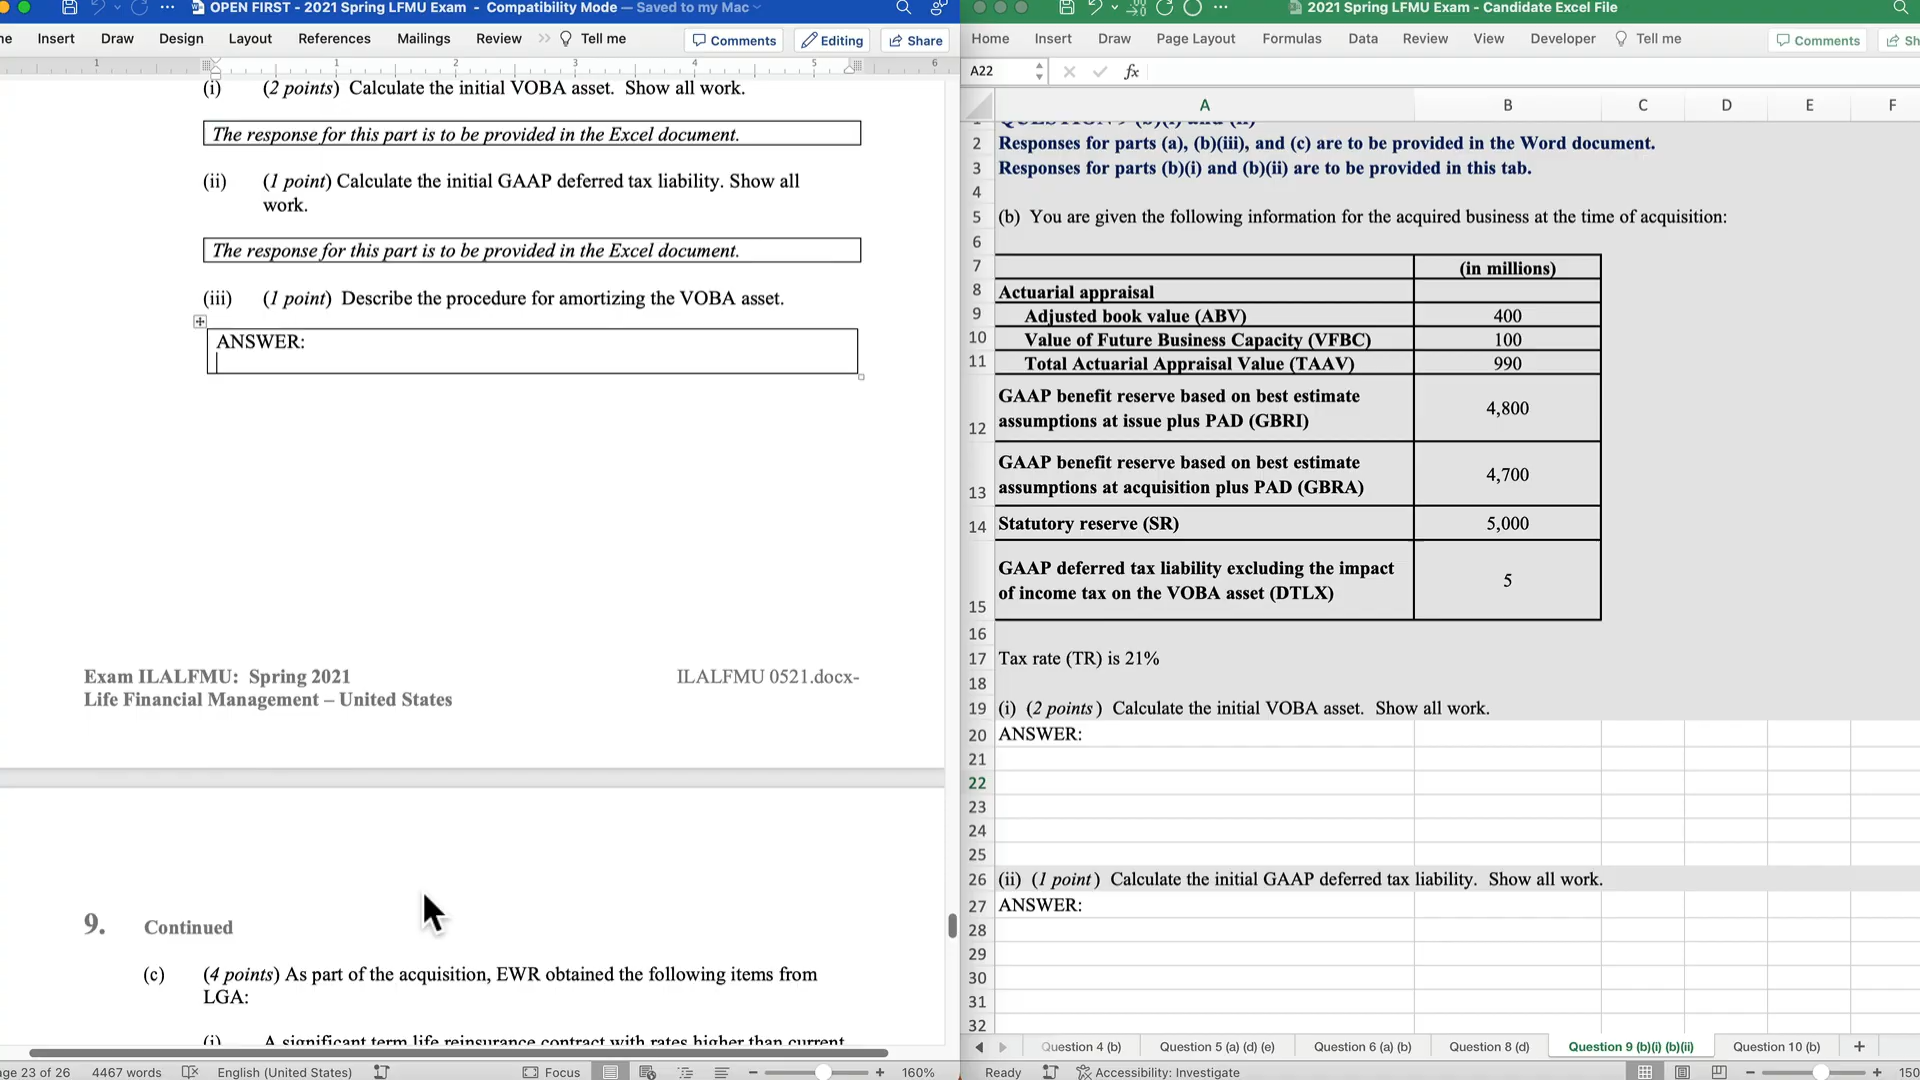 OPEN FIRST - 2021 Spring LFMU Exam - Compatibility Mode — Saved to my Mac
Insert Draw Design Layout References Mailings Review Tell me Comments Editing Share
(i) (2 points) Calculate the initial VOBA asset. Show all work.
The response for this part is to be provided in the Excel document.
(ii) (1 point) Calculate the initial GAAP deferred tax liability. Show all
work.
The response for this part is to be provided in the Excel document.
(iii) (1 point) Describe the procedure for amortizing the VOBA asset.
ANSWER:
Exam ILALFMU: Spring 2021 ILALFMU 0521.docx-
Life Financial Management – United States
9. Continued
(c) (4 points) As part of the acquisition, EWR obtained the following items from
LGA:
(i) A significant term life reinsurance contract with rates higher than current
age 23 of 26 4467 words English (United States) Focus 160%
2021 Spring LFMU Exam - Candidate Excel File
Home Insert Draw Page Layout Formulas Data Review View Developer Tell me Comments Sh
A22 fx
A B C D E F
2 Responses for parts (a), (b)(iii), and (c) are to be provided in the Word document.
3 Responses for parts (b)(i) and (b)(ii) are to be provided in this tab.
4
5 (b) You are given the following information for the acquired business at the time of acquisition:
6
7 (in millions)
8 Actuarial appraisal
9 Adjusted book value (ABV) 400
10 Value of Future Business Capacity (VFBC) 100
11 Total Actuarial Appraisal Value (TAAV) 990
GAAP benefit reserve based on best estimate
12 assumptions at issue plus PAD (GBRI) 4,800
GAAP benefit reserve based on best estimate
13 assumptions at acquisition plus PAD (GBRA) 4,700
14 Statutory reserve (SR) 5,000
GAAP deferred tax liability excluding the impact
15 of income tax on the VOBA asset (DTLX) 5
16
17 Tax rate (TR) is 21%
18
19 (i) (2 points) Calculate the initial VOBA asset. Show all work.
20 ANSWER:
21
22
23
24
25
26 (ii) (1 point) Calculate the initial GAAP deferred tax liability. Show all work.
27 ANSWER:
28
29
30
31
32
Question 4 (b) Question 5 (a) (d) (e) Question 6 (a) (b) Question 8 (d) Question 9 (b)(i) (b)(ii) Question 10 (b)
Ready Accessibility: Investigate 150